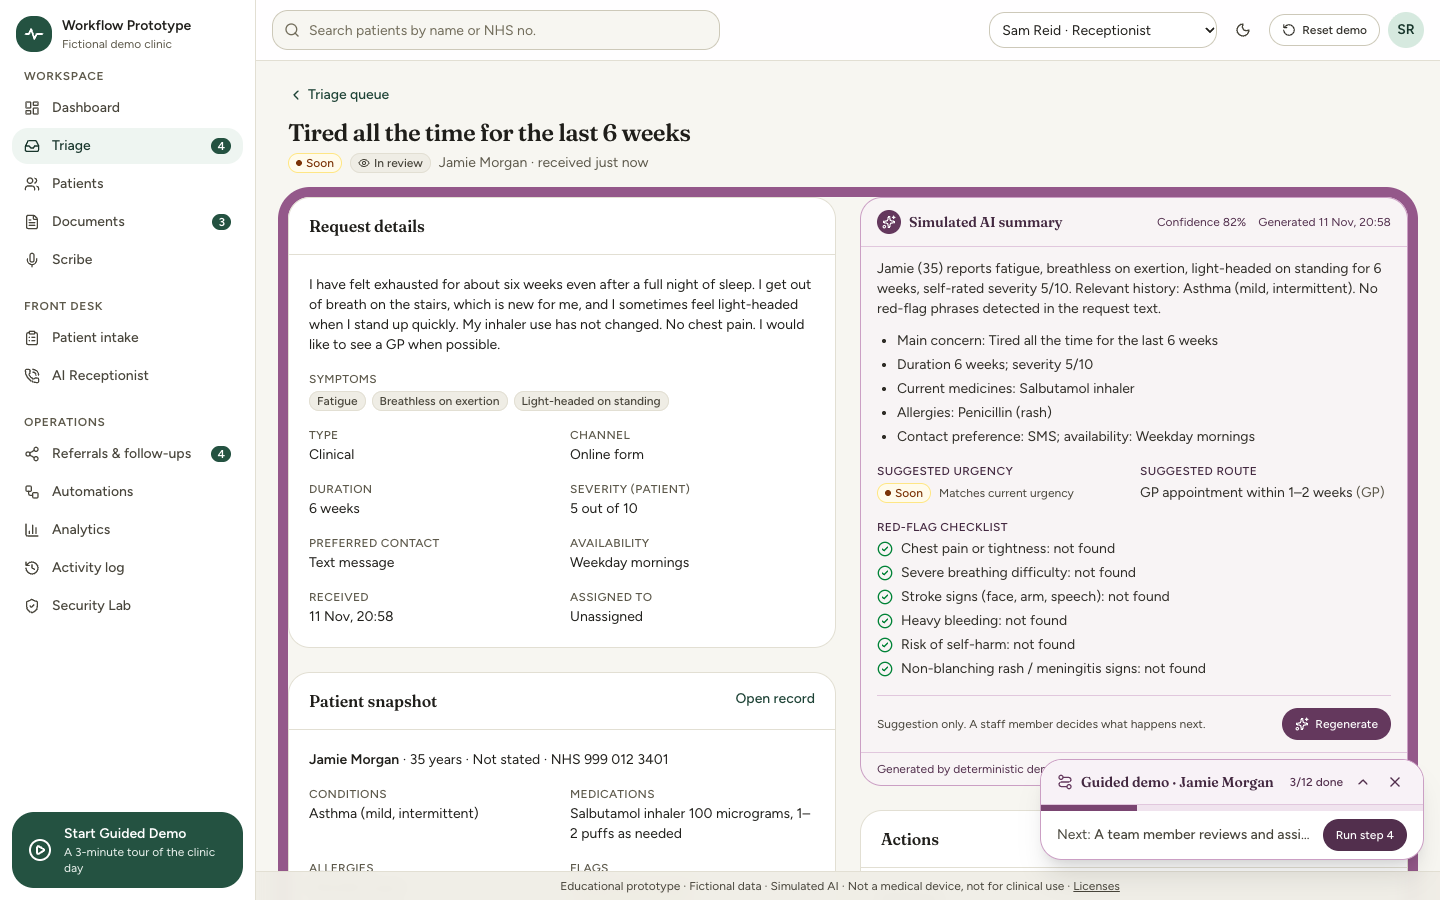 Workflow Prototype
Fictional demo clinic
WORKSPACE
Dashboard
Triage 4
Patients
Documents 3
Scribe
FRONT DESK
Patient intake
AI Receptionist
OPERATIONS
Referrals & follow-ups 4
Automations
Analytics
Activity log
Security Lab
Start Guided Demo
A 3-minute tour of the clinic
day
Search patients by name or NHS no.
Sam Reid · Receptionist
Reset demo
SR
Triage queue
Tired all the time for the last 6 weeks
Soon In review Jamie Morgan · received just now
Request details
I have felt exhausted for about six weeks even after a full night of sleep. I get out
of breath on the stairs, which is new for me, and I sometimes feel light-headed
when I stand up quickly. My inhaler use has not changed. No chest pain. I would
like to see a GP when possible.
SYMPTOMS
Fatigue Breathless on exertion Light-headed on standing
TYPE CHANNEL
Clinical Online form
DURATION SEVERITY (PATIENT)
6 weeks 5 out of 10
PREFERRED CONTACT AVAILABILITY
Text message Weekday mornings
RECEIVED ASSIGNED TO
11 Nov, 20:58 Unassigned
Patient snapshot Open record
Jamie Morgan · 35 years · Not stated · NHS 999 012 3401
CONDITIONS MEDICATIONS
Asthma (mild, intermittent) Salbutamol inhaler 100 micrograms, 1–
2 puffs as needed
ALLERGIES FLAGS
Simulated AI summary Confidence 82% Generated 11 Nov, 20:58
Jamie (35) reports fatigue, breathless on exertion, light-headed on standing for 6
weeks, self-rated severity 5/10. Relevant history: Asthma (mild, intermittent). No
red-flag phrases detected in the request text.
• Main concern: Tired all the time for the last 6 weeks
• Duration 6 weeks; severity 5/10
• Current medicines: Salbutamol inhaler
• Allergies: Penicillin (rash)
• Contact preference: SMS; availability: Weekday mornings
SUGGESTED URGENCY SUGGESTED ROUTE
Soon Matches current urgency GP appointment within 1–2 weeks (GP)
RED-FLAG CHECKLIST
Chest pain or tightness: not found
Severe breathing difficulty: not found
Stroke signs (face, arm, speech): not found
Heavy bleeding: not found
Risk of self-harm: not found
Non-blanching rash / meningitis signs: not found
Suggestion only. A staff member decides what happens next. Regenerate
Generated by deterministic
Actions
Guided demo · Jamie Morgan 3/12 done
Next: A team member reviews and assi... Run step 4
Educational prototype · Fictional data · Simulated AI · Not a medical device, not for clinical use · Licenses